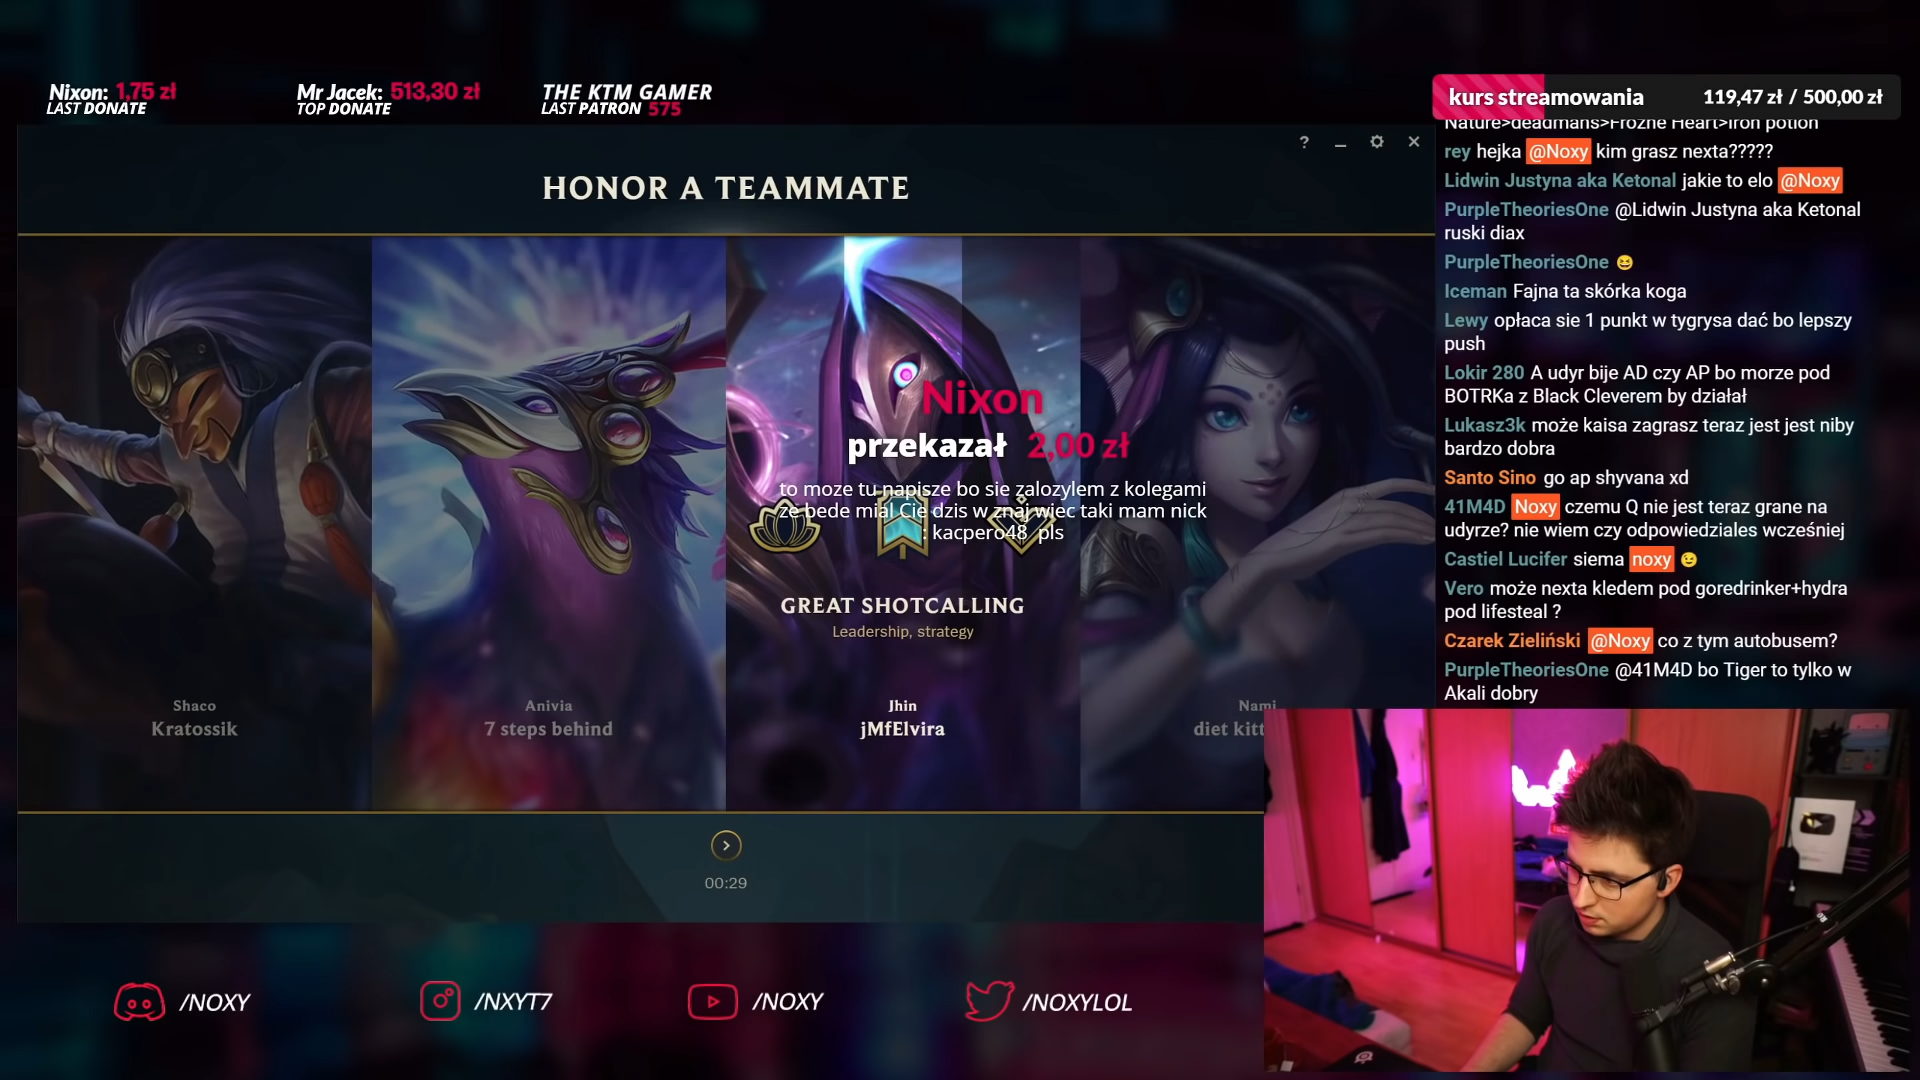 Nixon: 1,75 zł
LAST DONATE
Mr Jacek: 513,30 zł
TOP DONATE
THE KTM GAMER
LAST PATRON 575
kurs streamowania 119,47 zł / 500,00 zł
HONOR A TEAMMATE
Nature>deadmans>Frozne Heart>Iron potion
rey hejka @Noxy kim grasz nexta?????
Lidwin Justyna aka Ketonal jakie to elo @Noxy
PurpleTheoriesOne @Lidwin Justyna aka Ketonal
ruski diax
PurpleTheoriesOne 😆
Iceman Fajna ta skórka koga
Lewy opłaca sie 1 punkt w tygrysa dać bo lepszy
push
Lokir 280 A udyr bije AD czy AP bo morze pod
BOTRKa z Black Cleverem by działał
Lukasz3k może kaisa zagrasz teraz jest jest niby
bardzo dobra
Santo Sino go ap shyvana xd
41M4D Noxy czemu Q nie jest teraz grane na
udyrze? nie wiem czy odpowiedziales wcześniej
Castiel Lucifer siema noxy 😉
Vero może nexta kledem pod goredrinker+hydra
pod lifesteal ?
Czarek Zieliński @Noxy co z tym autobusem?
PurpleTheoriesOne @41M4D bo Tiger to tylko w
Akali dobry
Nixon
przekazał 2,00 zł
to moze tu napisze bo sie zalozylem z kolegami
ze bede mial Cie dzis w znaj wiec taki mam nick
: kacpero48 pls
GREAT SHOTCALLING
Leadership, strategy
Shaco
Kratossik
Anivia
7 steps behind
Jhin
jMfElvira
Nami
diet kitt
00:29
/NOXY
/NXYT7
/NOXY
/NOXYLOL